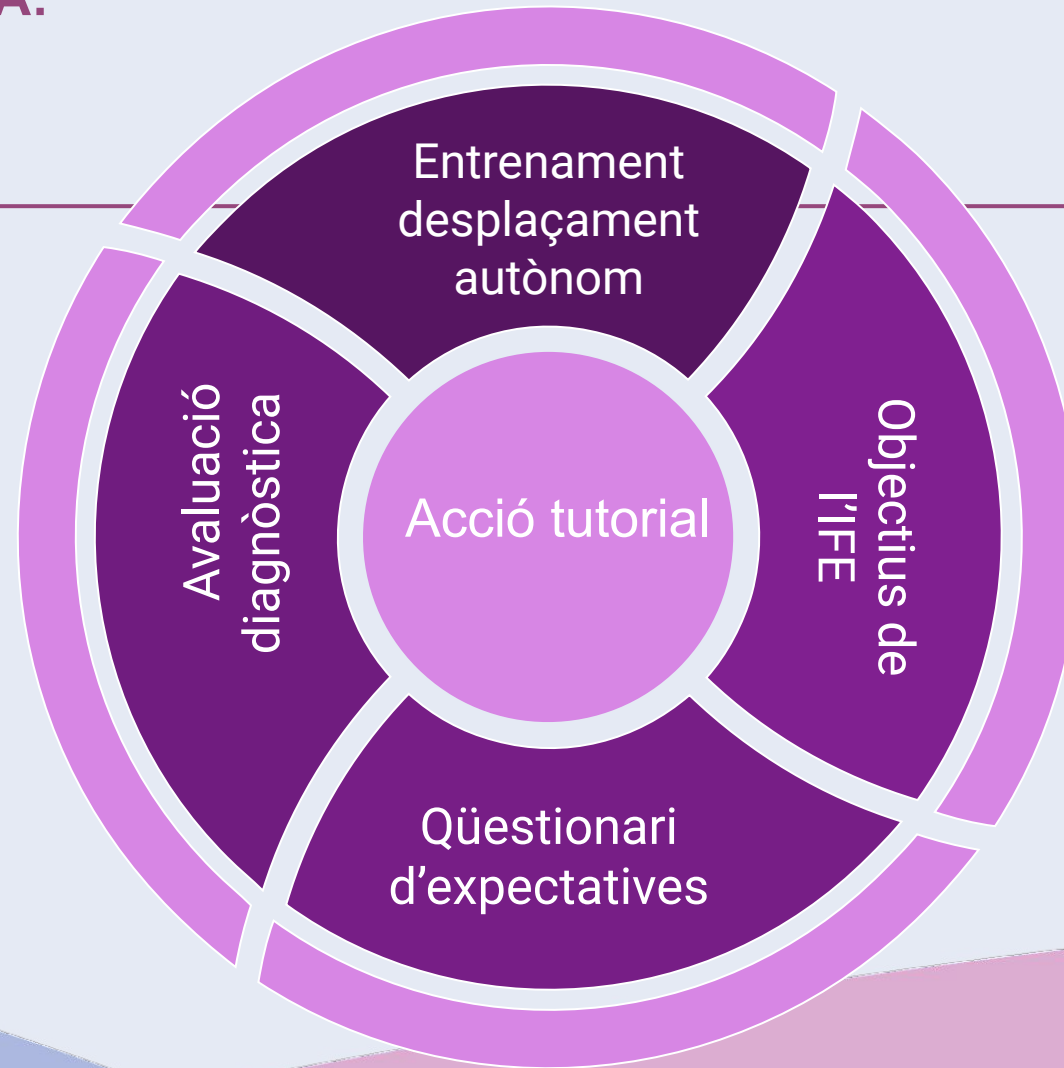 A.
Entrenament
desplaçament
autònom
Avaluació
diagnòstica
Acció tutorial
Objectius de
l’IFE
Qüestionari
d’expectatives